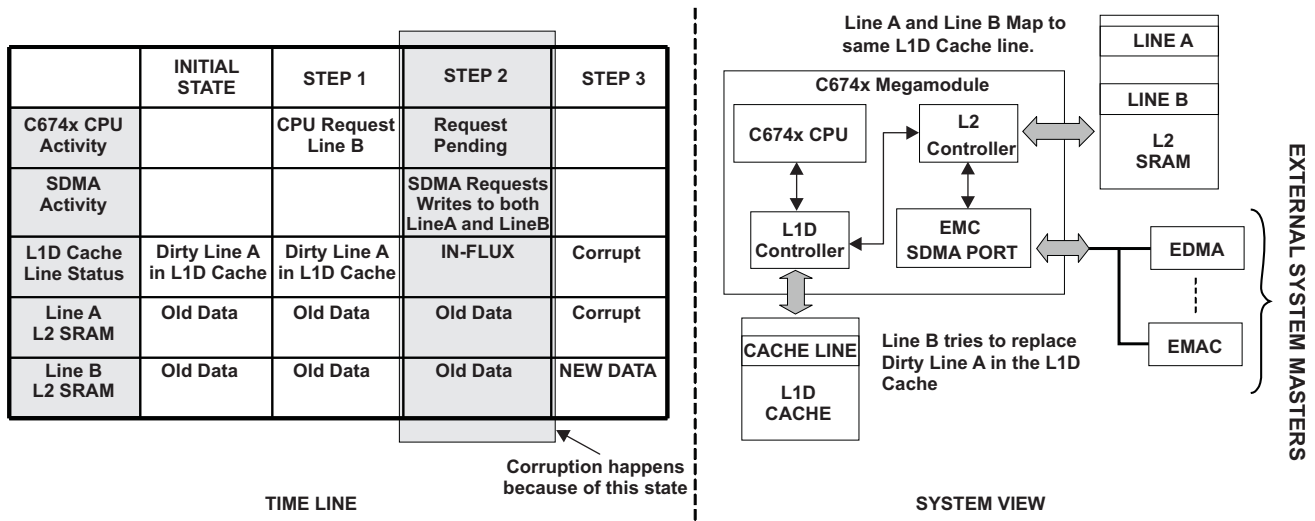 INITIAL STATE
STEP 1
STEP 2
STEP 3
C674x CPU Activity
CPU Request Line B
Request Pending
SDMA Activity
SDMA Requests Writes to both LineA and LineB
L1D Cache Line Status
Dirty Line A in L1D Cache
Dirty Line A in L1D Cache
IN-FLUX
Corrupt
Line A L2 SRAM
Old Data
Old Data
Old Data
Corrupt
Line B L2 SRAM
Old Data
Old Data
Old Data
NEW DATA
Corruption happens
because of this state
TIME LINE
Line A and Line B Map to
same L1D Cache line.
C674x Megamodule
C674x CPU
L2
Controller
L1D
Controller
EMC
SDMA PORT
LINE A
LINE B
L2
SRAM
CACHE LINE
L1D
CACHE
Line B tries to replace
Dirty Line A in the L1D
Cache
EDMA
EMAC
EXTERNAL SYSTEM MASTERS
SYSTEM VIEW